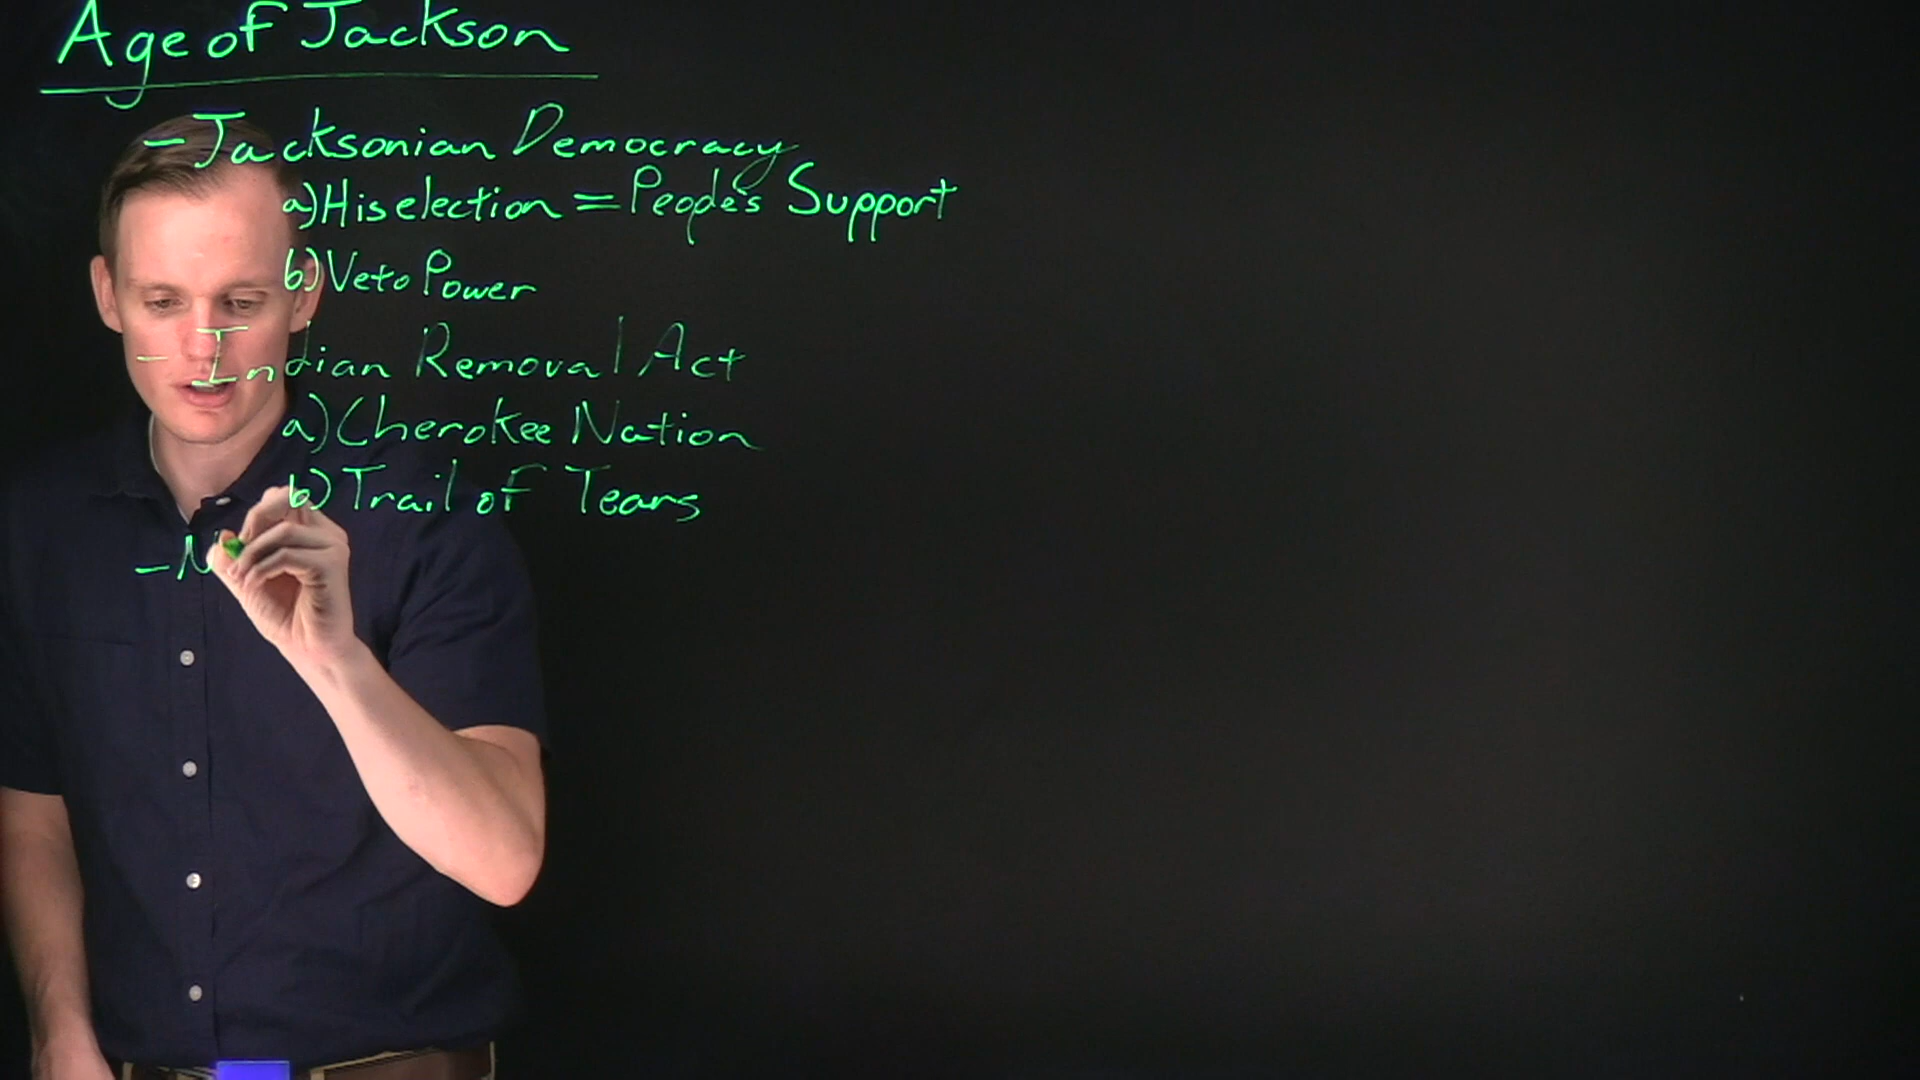 Age of Jackson
- Jacksonian Democracy
a) His election = People's Support
b) Veto Power
- Indian Removal Act
a) Cherokee Nation
b) Trail of Tears
- N